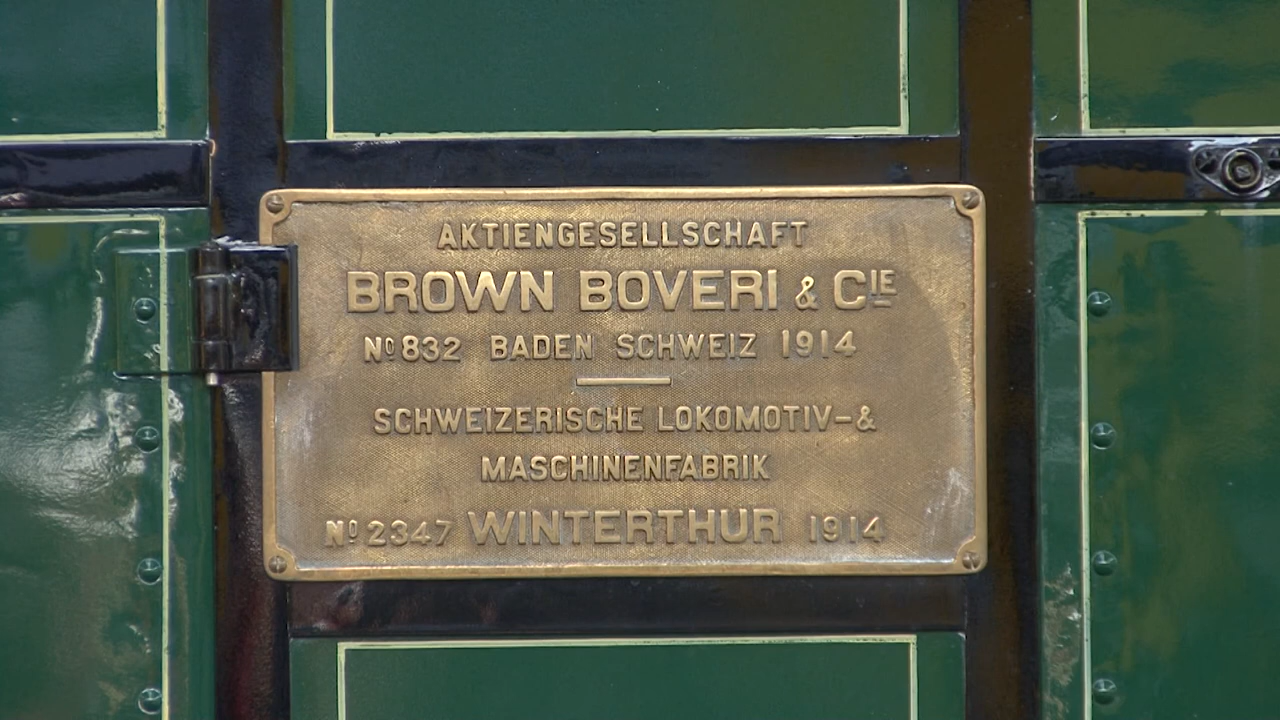 AKTIENGESELLSCHAFT
BROWN BOVERI & CIE
No 832 BADEN SCHWEIZ 1914
SCHWEIZERISCHE LOKOMOTIV-&
MASCHINENFABRIK
No 2347 WINTERTHUR 1914